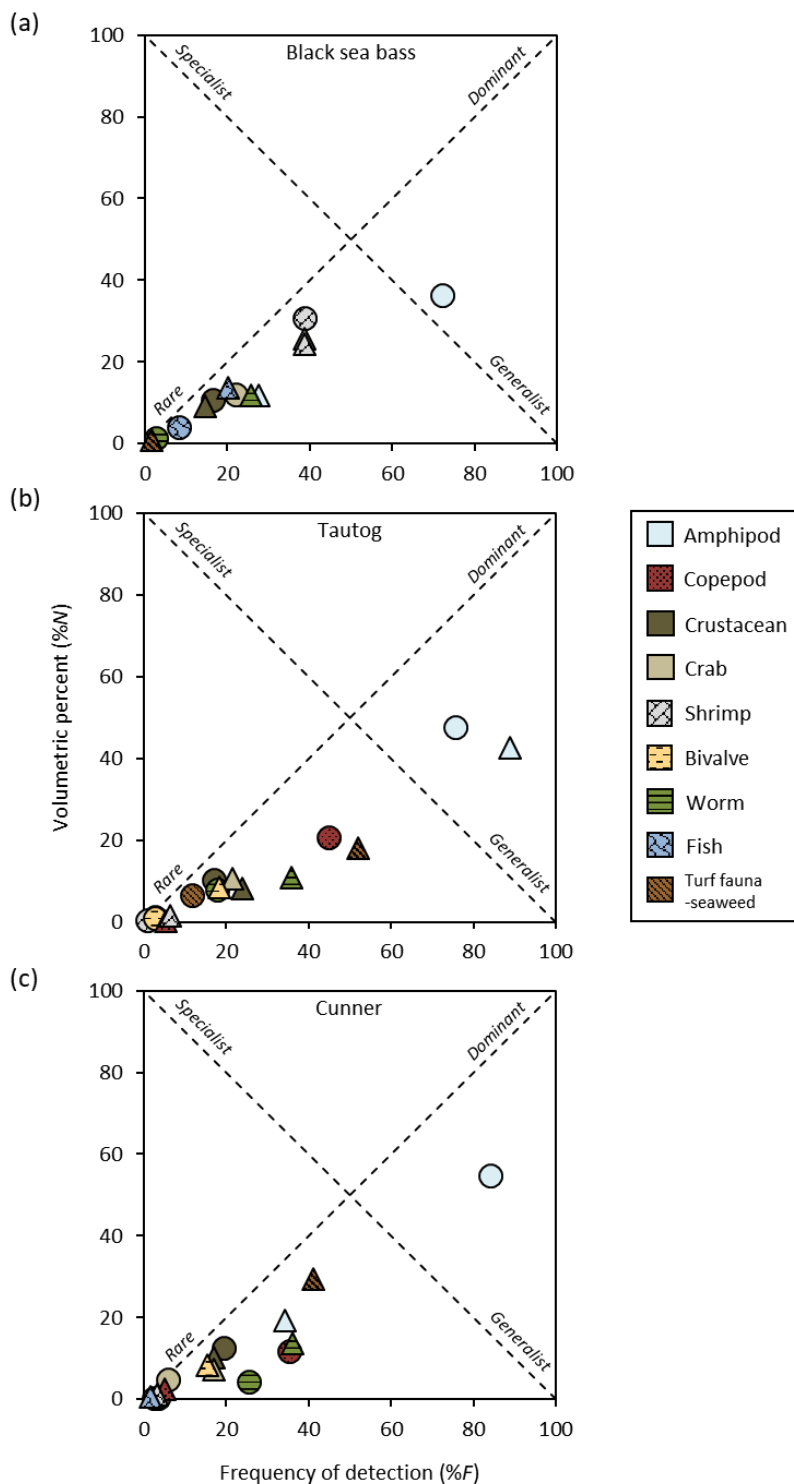 (a)
100
80
60
40
20
0
Black sea bass
Specialist
Dominant
Rare
Generalist
0 20 40 60 80 100
(b)
100
80
60
40
20
0
Tautog
Specialist
Dominant
Rare
Generalist
0 20 40 60 80 100
Volumetric percent (%N)
(c)
100
80
60
40
20
0
Cunner
Specialist
Dominant
Rare
Generalist
0 20 40 60 80 100
Frequency of detection (%F)
Amphipod
Copepod
Crustacean
Crab
Shrimp
Bivalve
Worm
Fish
Turf fauna
-seaweed